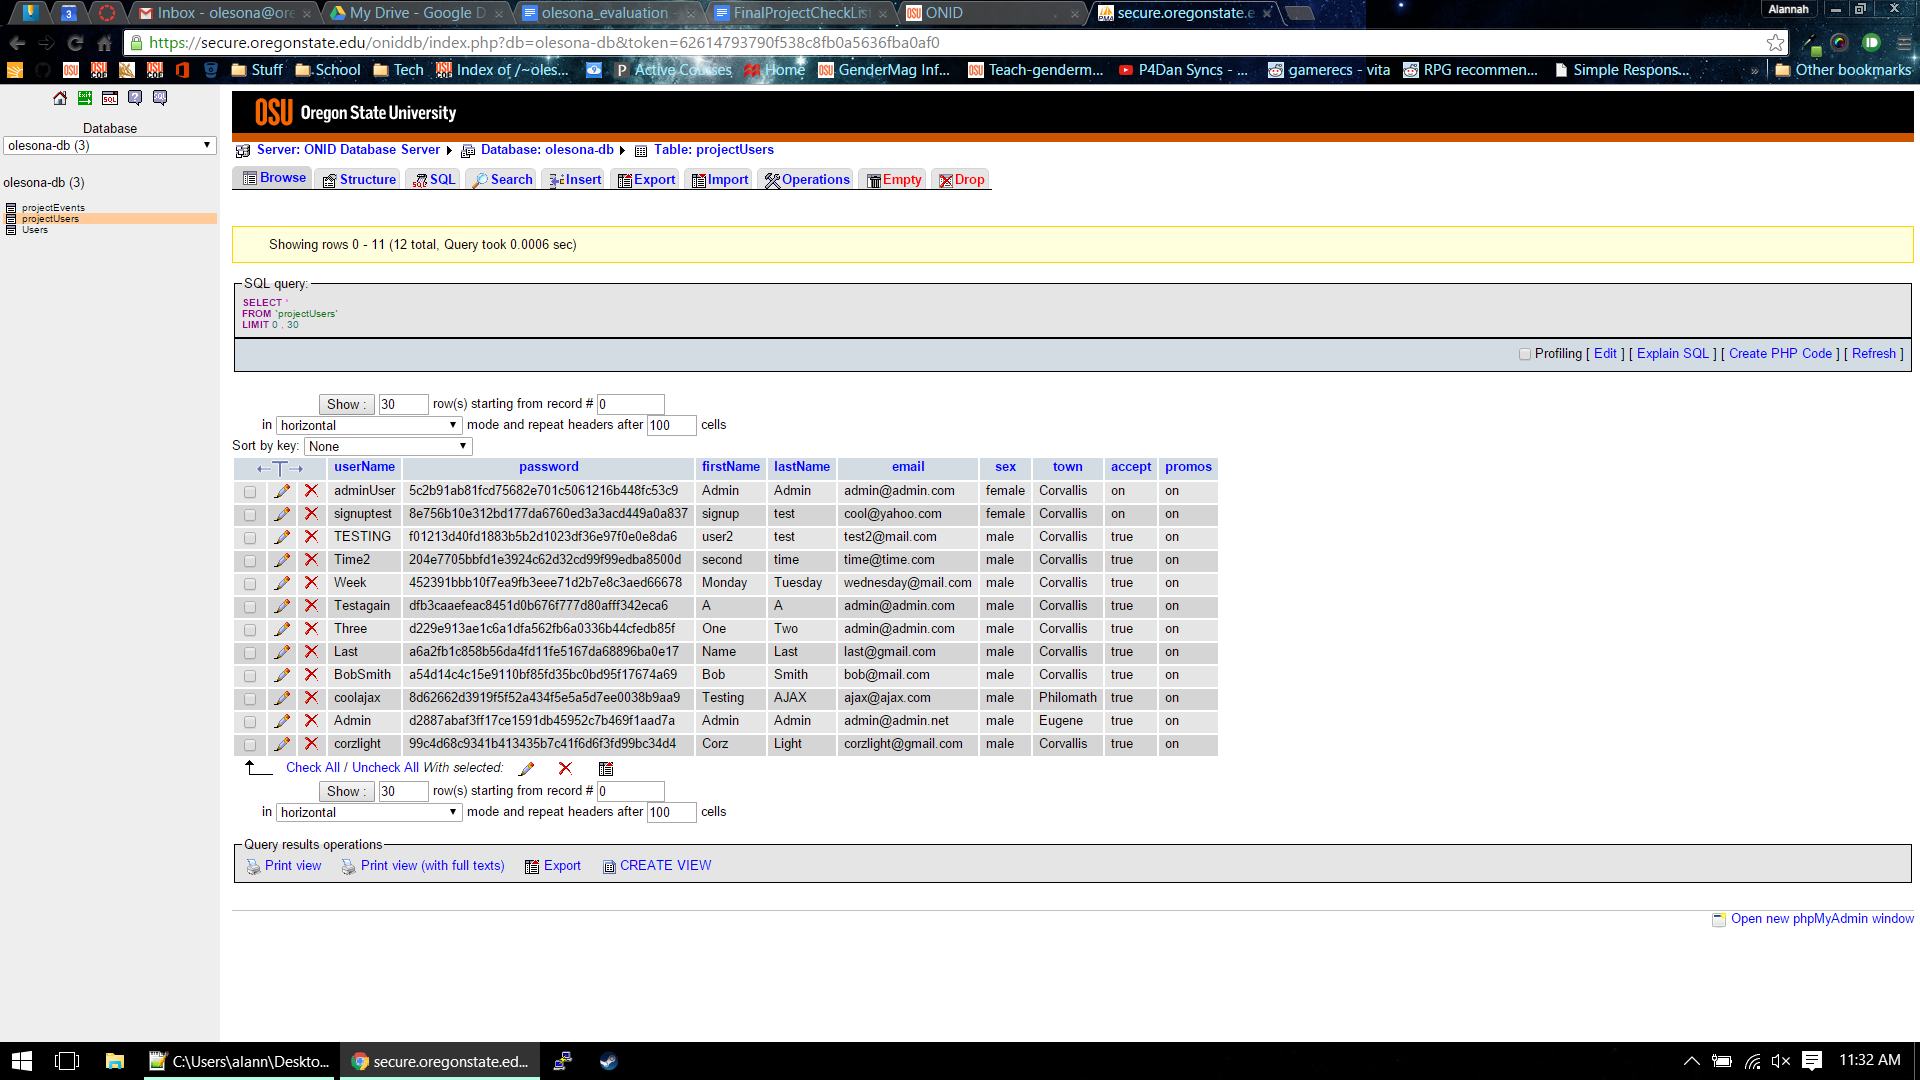 Inbox - olesona@ore
My Drive - Google D
olesona_evaluation
FinalProjectCheckLis
ONID
secure.oregonstate.e
Alannah
https://secure.oregonstate.edu/oniddb/index.php?db=olesona-db&token=62614793790f538c8fb0a5636fba0af0
Stuff School Tech Index of /~oles... Active Courses Home GenderMag Inf... Teach-genderm... P4Dan Syncs - ... gamerecs - vita RPG recommen... Simple Respons... » Other bookmarks
Database
olesona-db (3)
olesona-db (3)
projectEvents
projectUsers
Users
OSU Oregon State University
Server: ONID Database Server Database: olesona-db Table: projectUsers
Browse Structure SQL Search Insert Export Import Operations Empty Drop
Showing rows 0 - 11 (12 total, Query took 0.0006 sec)
SQL query:
SELECT *
FROM `projectUsers`
LIMIT 0 , 30
Profiling [ Edit ] [ Explain SQL ] [ Create PHP Code ] [ Refresh ]
Show : 30 row(s) starting from record # 0
in horizontal mode and repeat headers after 100 cells
Sort by key: None
←T→ userName password firstName lastName email sex town accept promos
adminUser 5c2b91ab81fcd75682e701c5061216b448fc53c9 Admin Admin admin@admin.com female Corvallis on on
signuptest 8e756b10e312bd177da6760ed3a3acd449a0a837 signup test cool@yahoo.com female Corvallis on on
TESTING f01213d40fd1883b5b2d1023df36e97f0e0e8da6 user2 test test2@mail.com male Corvallis true on
Time2 204e7705bbfd1e3924c62d32cd99f99edba8500d second time time@time.com male Corvallis true on
Week 452391bbb10f7ea9fb3eee71d2b7e8c3aed66678 Monday Tuesday wednesday@mail.com male Corvallis true on
Testagain dfb3caaefeac8451d0b676f777d80afff342eca6 A A admin@admin.com male Corvallis true on
Three d229e913ae1c6a1dfa562fb6a0336b44cfedb85f One Two admin@admin.com male Corvallis true on
Last a6a2fb1c858b56da4fd11fe5167da68896ba0e17 Name Last last@gmail.com male Corvallis true on
BobSmith a54d14c4c15e9110bf85fd35bc0bd95f17674a69 Bob Smith bob@mail.com male Corvallis true on
coolajax 8d62662d3919f5f52a434f5e5a5d7ee0038b9aa9 Testing AJAX ajax@ajax.com male Philomath true on
Admin d2887abaf3ff17ce1591db45952c7b469f1aad7a Admin Admin admin@admin.net male Eugene true on
corzlight 99c4d68c9341b413435b7c41f6d6f3fd99bc34d4 Corz Light corzlight@gmail.com male Corvallis true on
Check All / Uncheck All With selected:
Show : 30 row(s) starting from record # 0
in horizontal mode and repeat headers after 100 cells
Query results operations
Print view Print view (with full texts) Export CREATE VIEW
Open new phpMyAdmin window
C:\Users\alann\Deskto... secure.oregonstate.ed... 11:32 AM